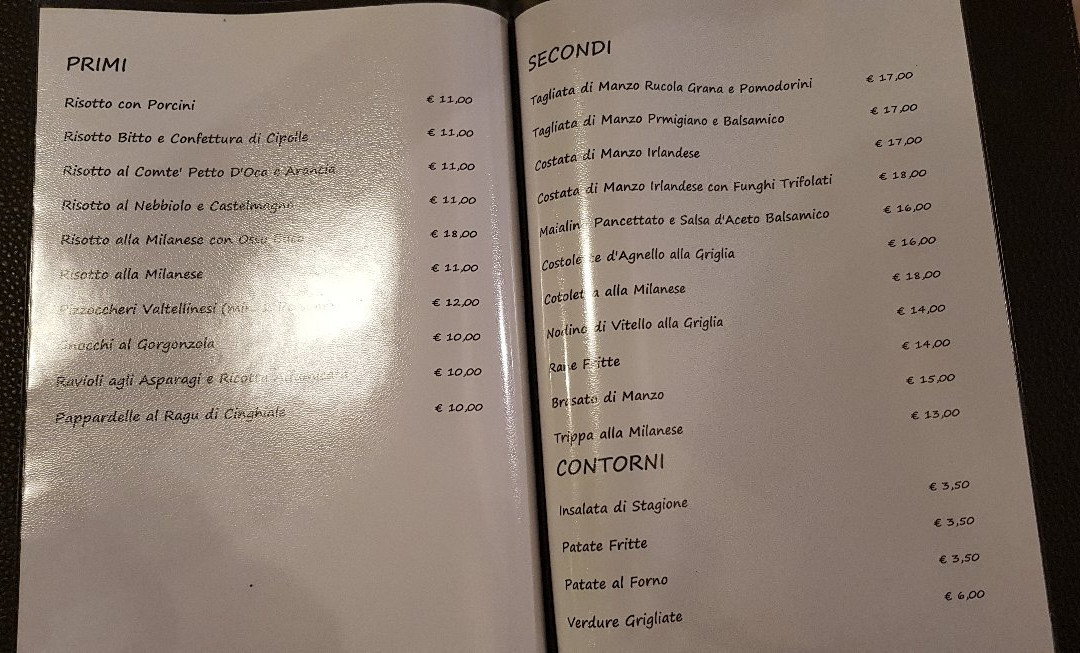 PRIMI
Risotto con Porcini € 11,00
Risotto Bitto e Confettura di Cipolle € 11,00
Risotto al Comte' Petto D'Oca e Arancia € 11,00
Risotto al Nebbiolo e Castelmagno € 11,00
Risotto alla Milanese con Osso Buco € 18,00
Risotto alla Milanese € 11,00
Pizzoccheri Valtellinesi € 12,00
Gnocchi al Gorgonzola € 10,00
Ravioli agli Asparagi e Ricotta € 10,00
Pappardelle al Ragu di Cinghiale € 10,00
SECONDI
Tagliata di Manzo Rucola Grana e Pomodorini € 17,00
Tagliata di Manzo Prmigiano e Balsamico € 17,00
Costata di Manzo Irlandese € 17,00
Costata di Manzo Irlandese con Funghi Trifolati € 18,00
Maialino Pancettato e Salsa d'Aceto Balsamico € 16,00
Costolette d'Agnello alla Griglia € 16,00
Cotoletta alla Milanese € 18,00
Nodino di Vitello alla Griglia € 14,00
Rane Fritte € 14,00
Brasato di Manzo € 15,00
Trippa alla Milanese € 13,00
CONTORNI
Insalata di Stagione € 3,50
Patate Fritte € 3,50
Patate al Forno € 3,50
Verdure Grigliate € 6,00